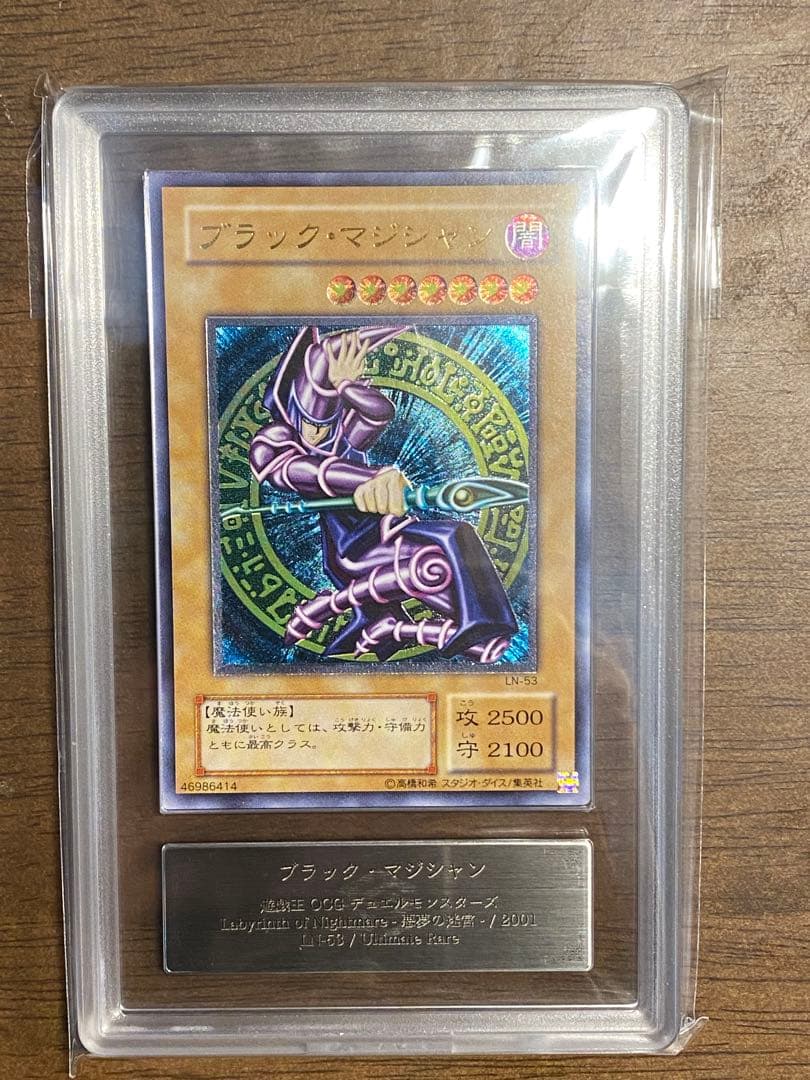 ブラック・マジシャン
闇
LN-53
【魔法使い族】
魔法使いとしては、攻撃力・守備力
ともに最高クラス。
攻 2500
守 2100
46986414
©高橋和希 スタジオ・ダイス/集英社
ブラック・マジシャン
遊戯王 OCG デュエルモンスターズ
Labyrinth of Nightmare - 悪夢の迷宮 - / 2001
LN-53 / Ultimate Rare